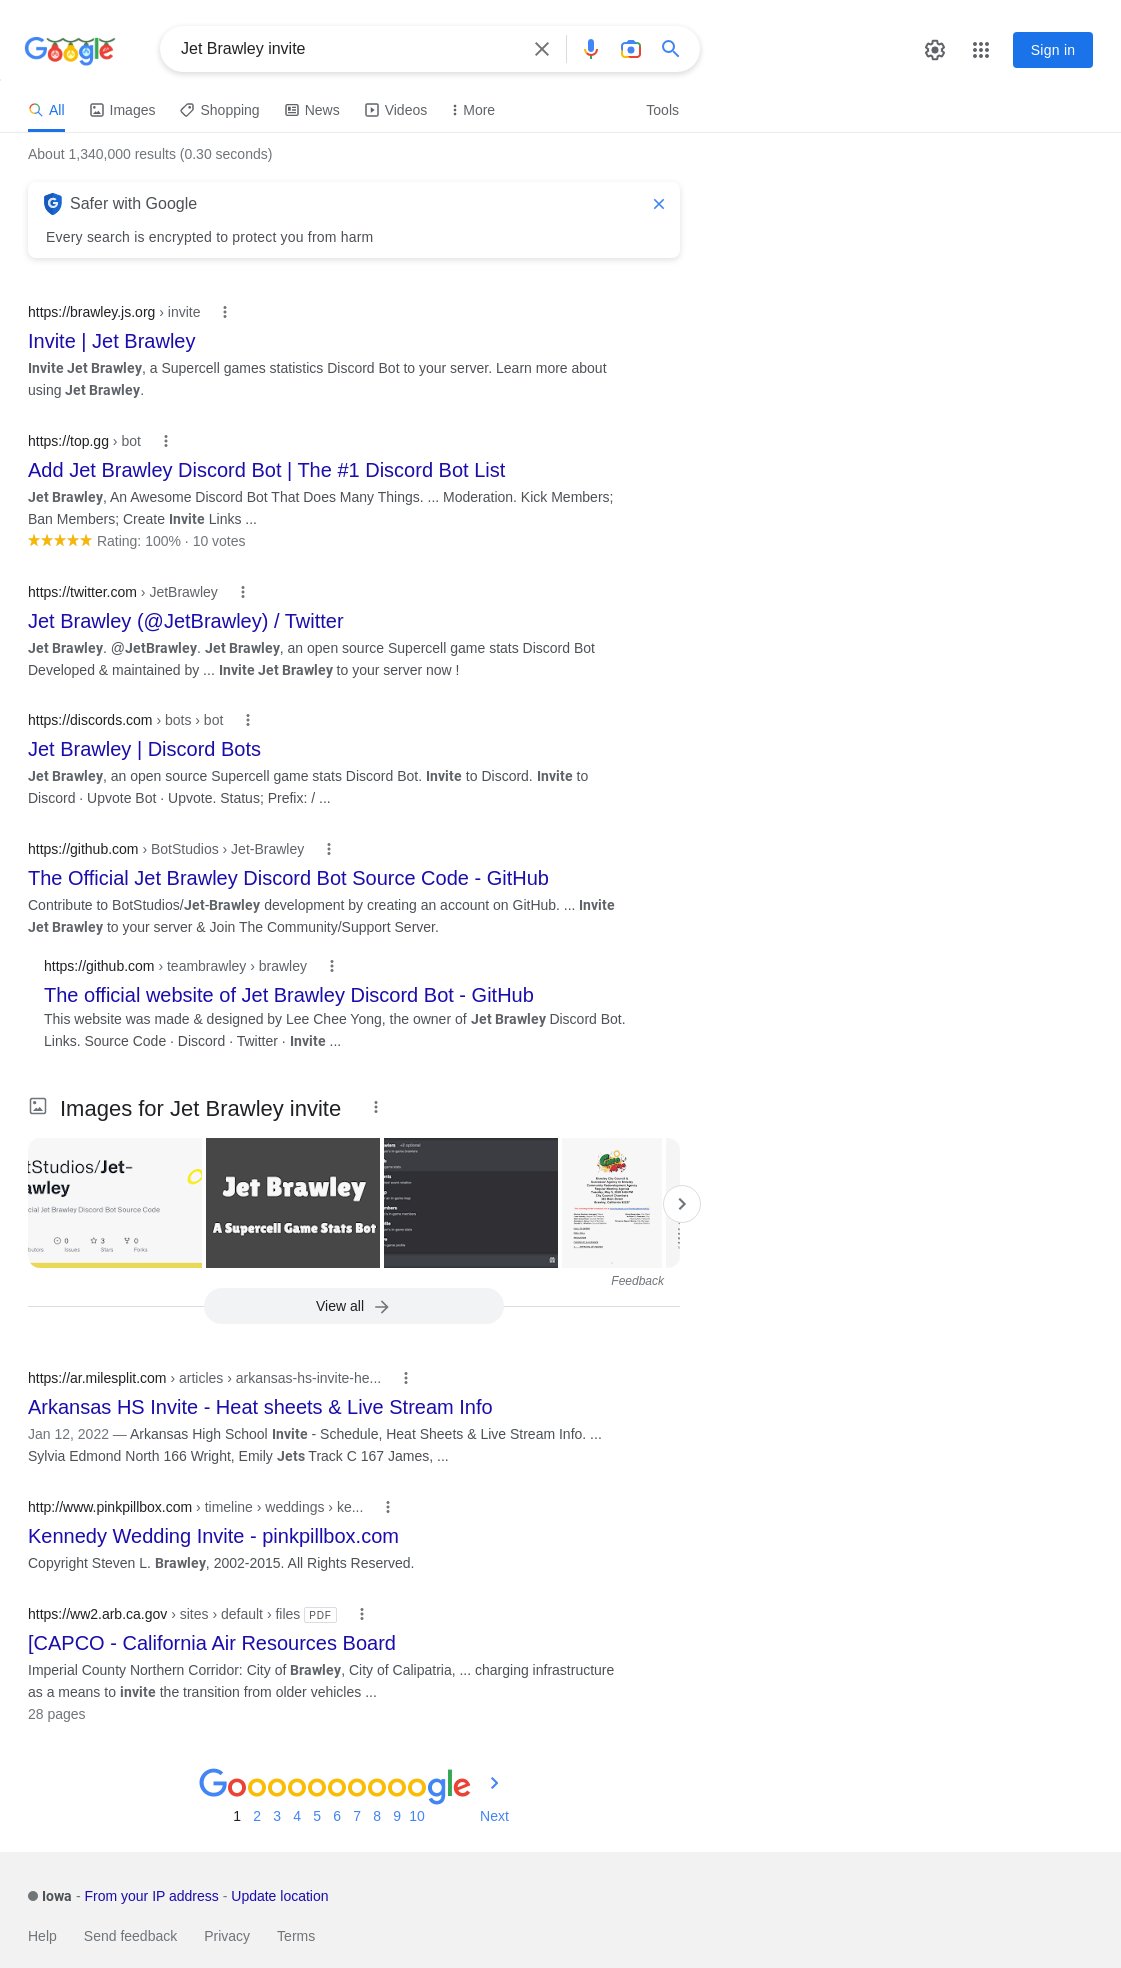 Google
Jet Brawley invite
Sign in
All
Images
Shopping
News
Videos
More
Tools
About 1,340,000 results (0.30 seconds)
Safer with Google
Every search is encrypted to protect you from harm
https://brawley.js.org › invite
Invite | Jet Brawley
Invite Jet Brawley, a Supercell games statistics Discord Bot to your server. Learn more about
using Jet Brawley.
https://top.gg › bot
Add Jet Brawley Discord Bot | The #1 Discord Bot List
Jet Brawley, An Awesome Discord Bot That Does Many Things. ... Moderation. Kick Members;
Ban Members; Create Invite Links ...
Rating: 100% · 10 votes
https://twitter.com › JetBrawley
Jet Brawley (@JetBrawley) / Twitter
Jet Brawley. @JetBrawley. Jet Brawley, an open source Supercell game stats Discord Bot
Developed & maintained by ... Invite Jet Brawley to your server now !
https://discords.com › bots › bot
Jet Brawley | Discord Bots
Jet Brawley, an open source Supercell game stats Discord Bot. Invite to Discord. Invite to
Discord · Upvote Bot · Upvote. Status; Prefix: / ...
https://github.com › BotStudios › Jet-Brawley
The Official Jet Brawley Discord Bot Source Code - GitHub
Contribute to BotStudios/Jet-Brawley development by creating an account on GitHub. ... Invite
Jet Brawley to your server & Join The Community/Support Server.
https://github.com › teambrawley › brawley
The official website of Jet Brawley Discord Bot - GitHub
This website was made & designed by Lee Chee Yong, the owner of Jet Brawley Discord Bot.
Links. Source Code · Discord · Twitter · Invite ...
Images for Jet Brawley invite
tStudios/Jet-
awley
cial Jet Brawley Discord Bot Source Code
0
3
0
Issues
Stars
Forks
Jet Brawley
A Supercell Game Stats Bot
Feedback
View all
https://ar.milesplit.com › articles › arkansas-hs-invite-he...
Arkansas HS Invite - Heat sheets & Live Stream Info
Jan 12, 2022 — Arkansas High School Invite - Schedule, Heat Sheets & Live Stream Info. ...
Sylvia Edmond North 166 Wright, Emily Jets Track C 167 James, ...
http://www.pinkpillbox.com › timeline › weddings › ke...
Kennedy Wedding Invite - pinkpillbox.com
Copyright Steven L. Brawley, 2002-2015. All Rights Reserved.
https://ww2.arb.ca.gov › sites › default › files PDF
[CAPCO - California Air Resources Board
Imperial County Northern Corridor: City of Brawley, City of Calipatria, ... charging infrastructure
as a means to invite the transition from older vehicles ...
28 pages
Goooooooooogle
1 2 3 4 5 6 7 8 9 10 Next
Iowa - From your IP address - Update location
Help
Send feedback
Privacy
Terms